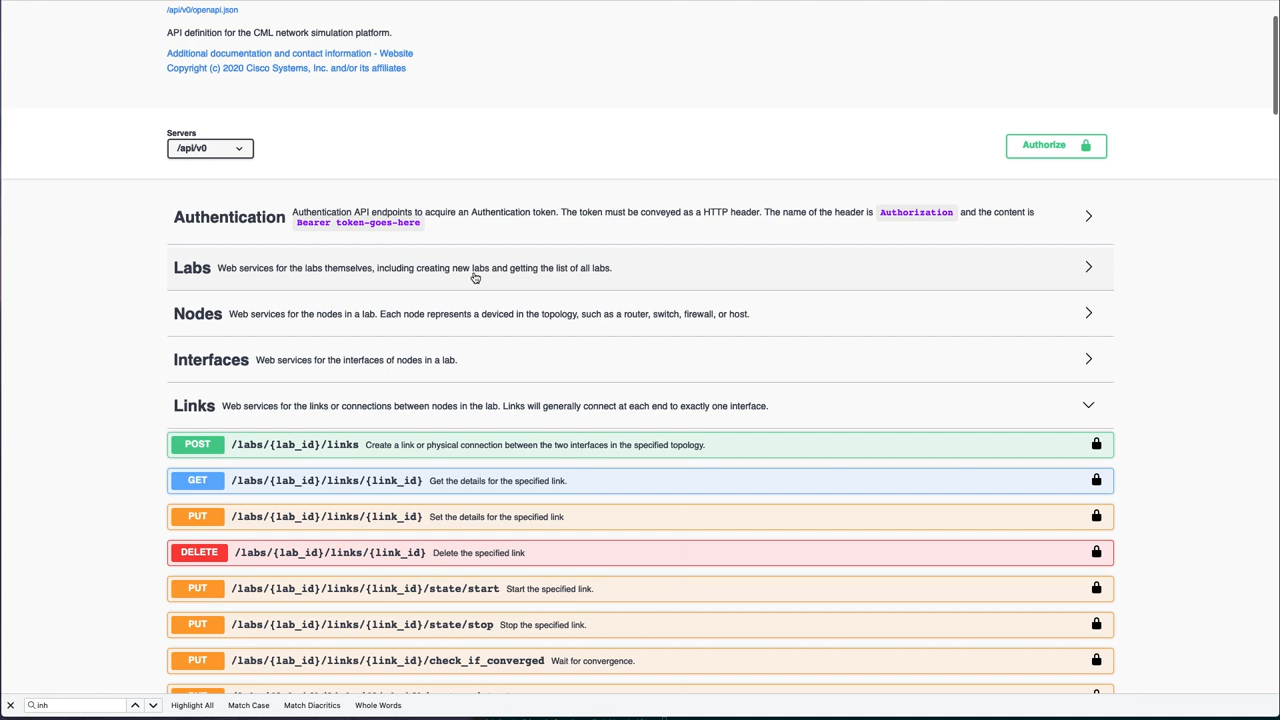 /api/v0/openapi.json
API definition for the CML network simulation platform.
Additional documentation and contact information - Website
Copyright (c) 2020 Cisco Systems, Inc. and/or its affiliates
Servers
/api/v0
Authorize
Authentication Authentication API endpoints to acquire an Authentication token. The token must be conveyed as a HTTP header. The name of the header is Authorization and the content is
Bearer token-goes-here
Labs Web services for the labs themselves, including creating new labs and getting the list of all labs.
Nodes Web services for the nodes in a lab. Each node represents a deviced in the topology, such as a router, switch, firewall, or host.
Interfaces Web services for the interfaces of nodes in a lab.
Links Web services for the links or connections between nodes in the lab. Links will generally connect at each end to exactly one interface.
POST /labs/{lab_id}/links Create a link or physical connection between the two interfaces in the specified topology.
GET /labs/{lab_id}/links/{link_id} Get the details for the specified link.
PUT /labs/{lab_id}/links/{link_id} Set the details for the specified link
DELETE /labs/{lab_id}/links/{link_id} Delete the specified link
PUT /labs/{lab_id}/links/{link_id}/state/start Start the specified link.
PUT /labs/{lab_id}/links/{link_id}/state/stop Stop the specified link.
PUT /labs/{lab_id}/links/{link_id}/check_if_converged Wait for convergence.
inh Highlight All Match Case Match Diacritics Whole Words